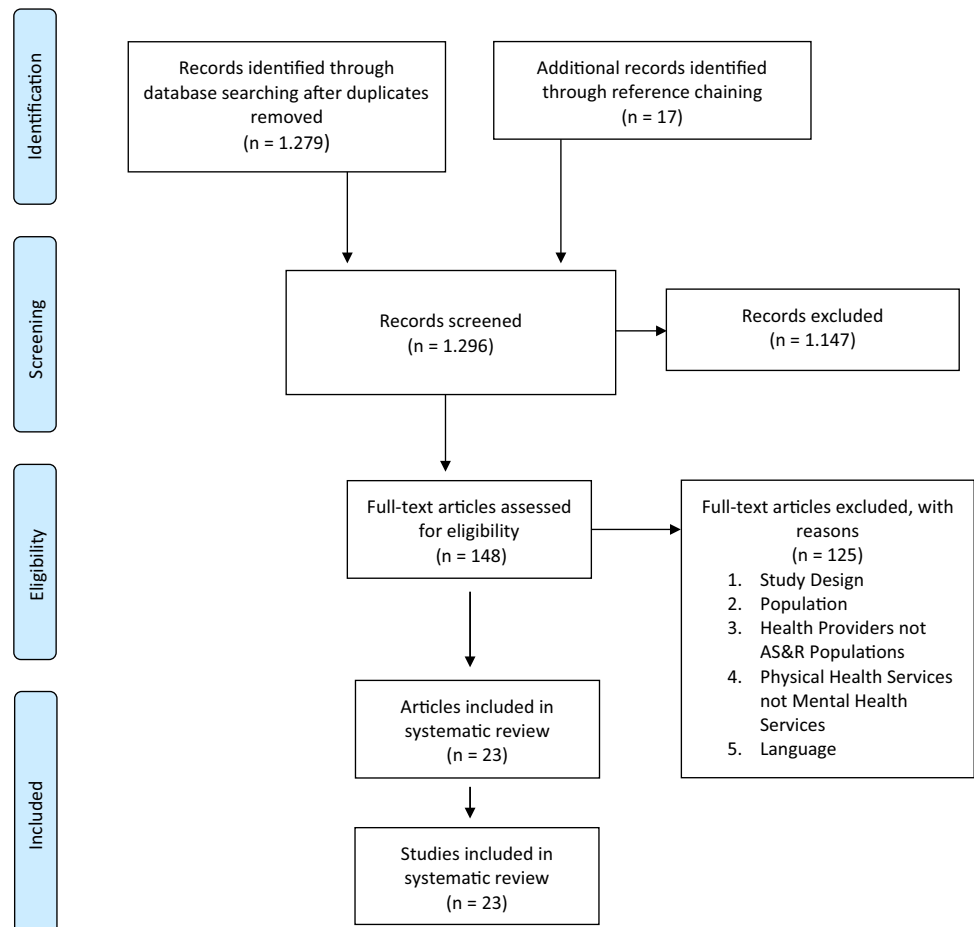 Identification
Records identified through
database searching after duplicates
removed
(n = 1.279)
Additional records identified
through reference chaining
(n = 17)
Screening
Records screened
(n = 1.296)
Records excluded
(n = 1.147)
Eligibility
Full-text articles assessed
for eligibility
(n = 148)
Full-text articles excluded, with
reasons
(n = 125)
1. Study Design
2. Population
3. Health Providers not
AS&R Populations
4. Physical Health Services
not Mental Health
Services
5. Language
Included
Articles included in
systematic review
(n = 23)
Studies included in
systematic review
(n = 23)